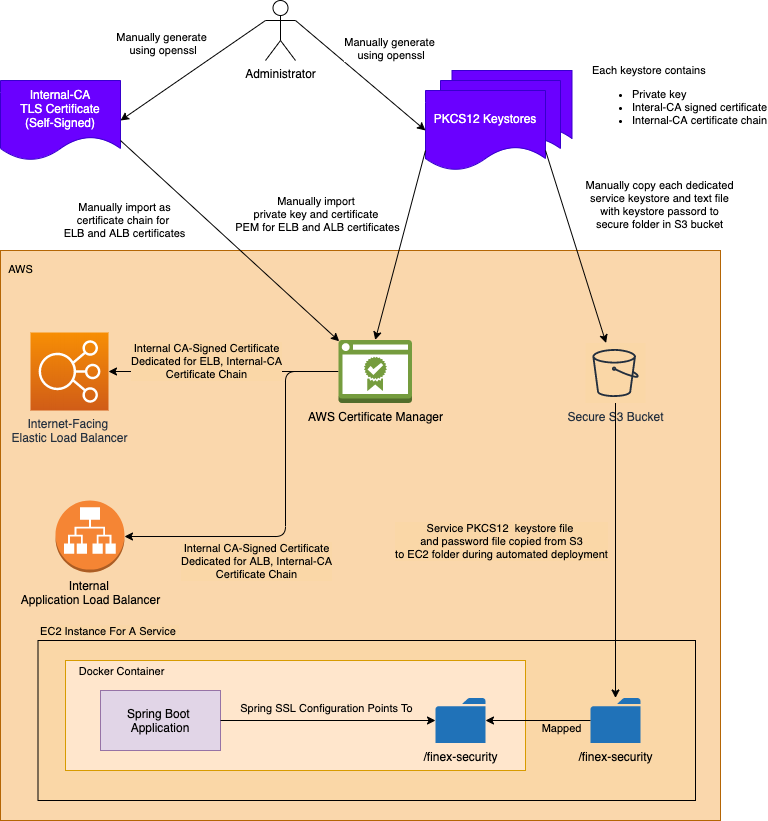 Manually generate
using openssl
Manually generate
using openssl
Administrator
Internal-CA
TLS Certificate
(Self-Signed)
PKCS12 Keystores
Each keystore contains
• Private key
• Interal-CA signed certificate
• Internal-CA certificate chain
Manually import as
certificate chain for
ELB and ALB certificates
Manually import
private key and certificate
PEM for ELB and ALB certificates
Manually copy each dedicated
service keystore and text file
with keystore passord to
secure folder in S3 bucket
AWS
Internal CA-Signed Certificate
Dedicated for ELB, Internal-CA
Certificate Chain
Internet-Facing
Elastic Load Balancer
AWS Certificate Manager
Secure S3 Bucket
Internal CA-Signed Certificate
Dedicated for ALB, Internal-CA
Certificate Chain
Service PKCS12 keystore file
and password file copied from S3
to EC2 folder during automated deployment
Internal
Application Load Balancer
EC2 Instance For A Service
Docker Container
Spring Boot
Application
Spring SSL Configuration Points To
/finex-security
Mapped
/finex-security